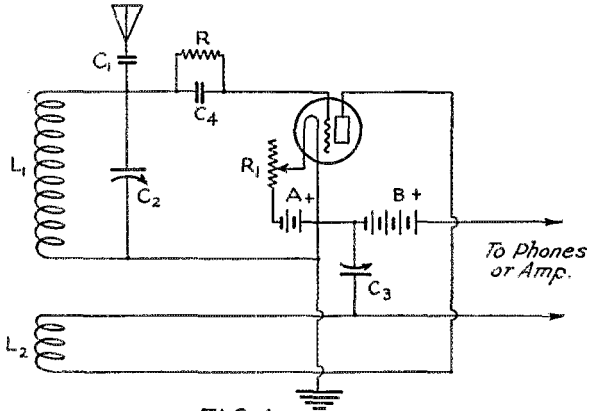 C₁
R
C₄
L₁
C₂
R₁
A+
B+
To Phones
or Amp.
C₃
L₂